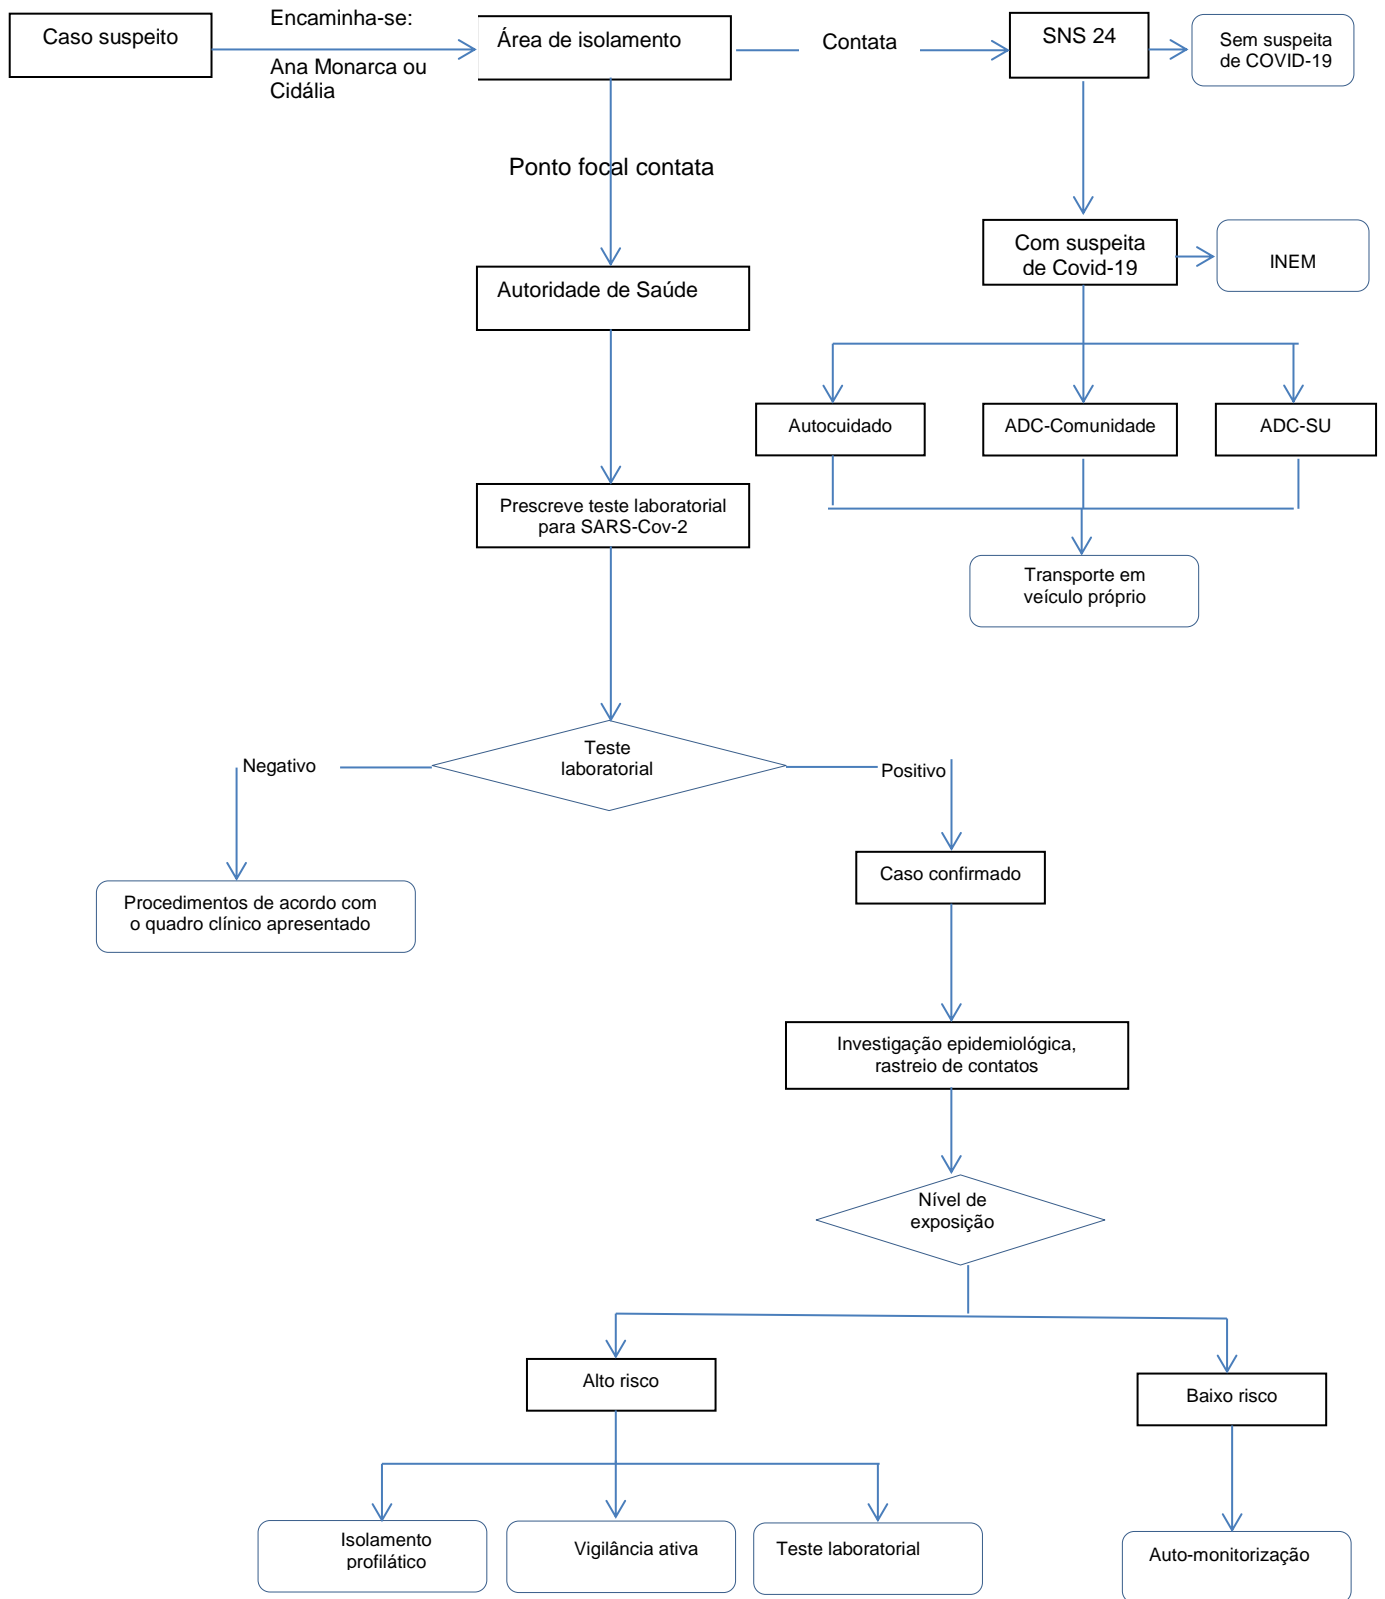 Caso suspeito
Encaminha-se:
Ana Monarca ou
Cidália
Área de isolamento
Contata
SNS 24
Sem suspeita
de COVID-19
Ponto focal contata
Com suspeita
de Covid-19
INEM
Autoridade de Saúde
Autocuidado
ADC-Comunidade
ADC-SU
Prescreve teste laboratorial
para SARS-Cov-2
Transporte em
veículo próprio
Teste
laboratorial
Negativo
Positivo
Caso confirmado
Procedimentos de acordo com
o quadro clínico apresentado
Investigação epidemiológica,
rastreio de contatos
Nível de
exposição
Alto risco
Baixo risco
Isolamento
profilático
Vigilância ativa
Teste laboratorial
Auto-monitorização